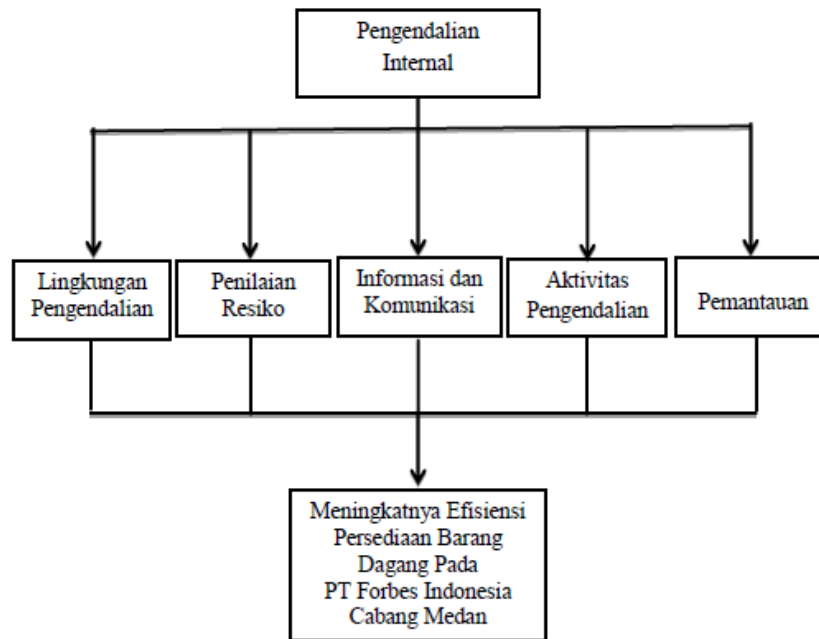 Pengendalian
Internal
Lingkungan
Pengendalian
Penilaian
Resiko
Informasi dan
Komunikasi
Aktivitas
Pengendalian
Pemantauan
Meningkatnya Efisiensi
Persediaan Barang
Dagang Pada
PT Forbes Indonesia
Cabang Medan